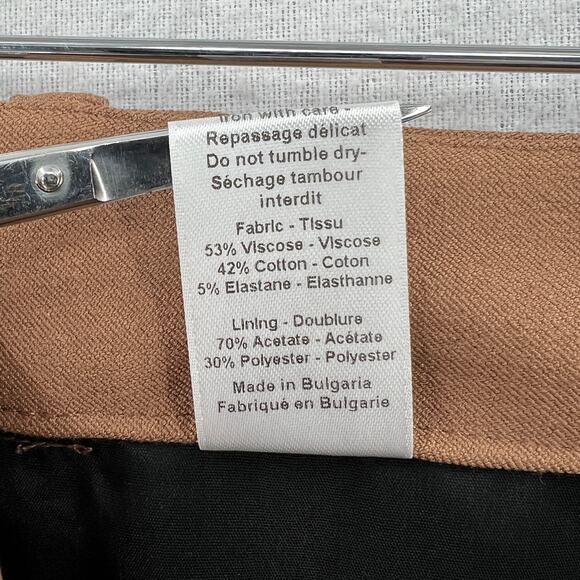 Iron with care -
Repassage délicat
Do not tumble dry-
Séchage tambour
interdit
Fabric - Tissu
53% Viscose - Viscose
42% Cotton - Coton
5% Elastane - Elasthanne
Lining - Doublure
70% Acetate - Acétate
30% Polyester - Polyester
Made in Bulgaria
Fabriqué en Bulgarie